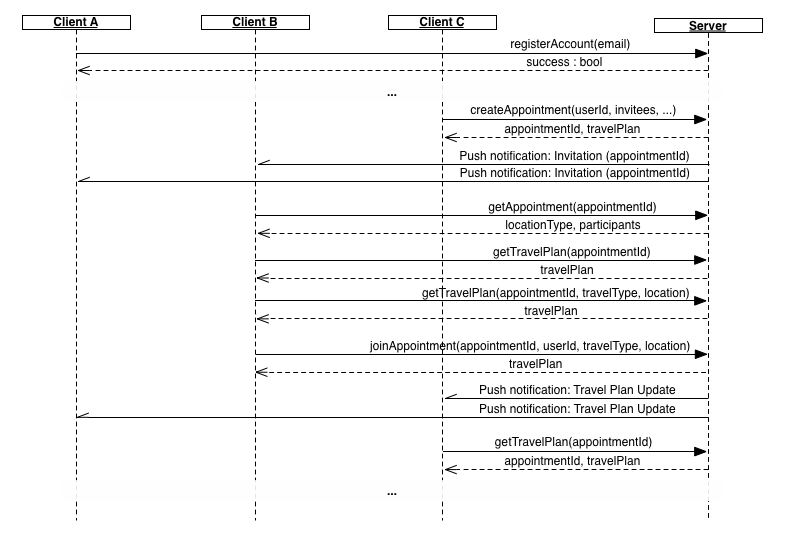 Client A
Client B
Client C
Server
registerAccount(email)
success : bool
...
createAppointment(userId, invitees, ...)
appointmentId, travelPlan
Push notification: Invitation (appointmentId)
Push notification: Invitation (appointmentId)
getAppointment(appointmentId)
locationType, participants
getTravelPlan(appointmentId)
travelPlan
getTravelPlan(appointmentId, travelType, location)
travelPlan
joinAppointment(appointmentId, userId, travelType, location)
travelPlan
Push notification: Travel Plan Update
Push notification: Travel Plan Update
getTravelPlan(appointmentId)
appointmentId, travelPlan
...